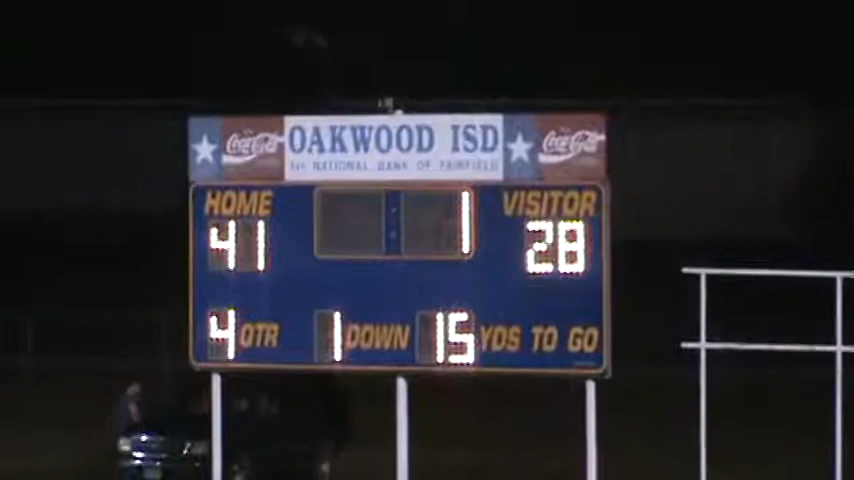 Coca-Cola OAKWOOD ISD Coca-Cola
1st NATIONAL BANK OF FAIRFIELD
HOME 1 VISITOR
41 28
4 QTR 1 DOWN 15 YDS TO GO